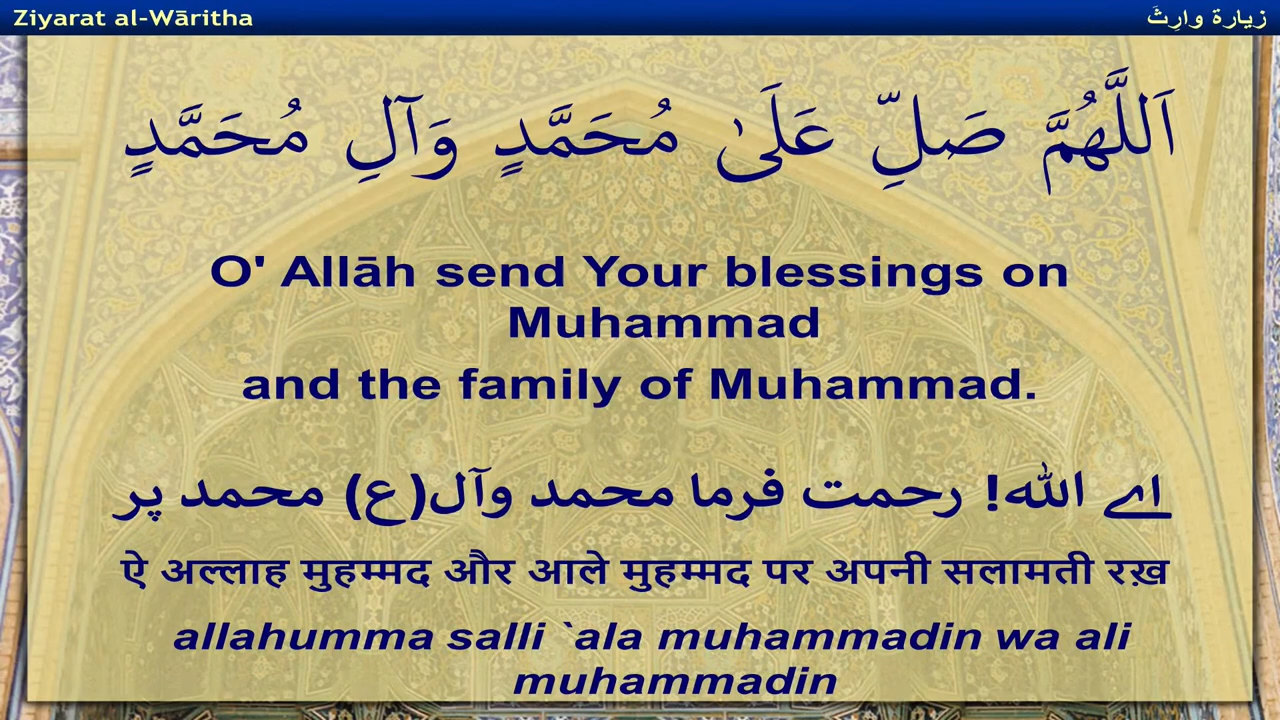 Ziyarat al-Wāritha
زيارة وارِثَ
اَللَّهُمَّ صَلِّ عَلَىٰ مُحَمَّدٍ وَآلِ مُحَمَّدٍ
O' Allāh send Your blessings on
Muhammad
and the family of Muhammad.
اے اللہ! رحمت فرما محمد وآل(ع) محمد پر
ऐ अल्लाह मुहम्मद और आले मुहम्मद पर अपनी सलामती रख़
allahumma salli `ala muhammadin wa ali
muhammadin